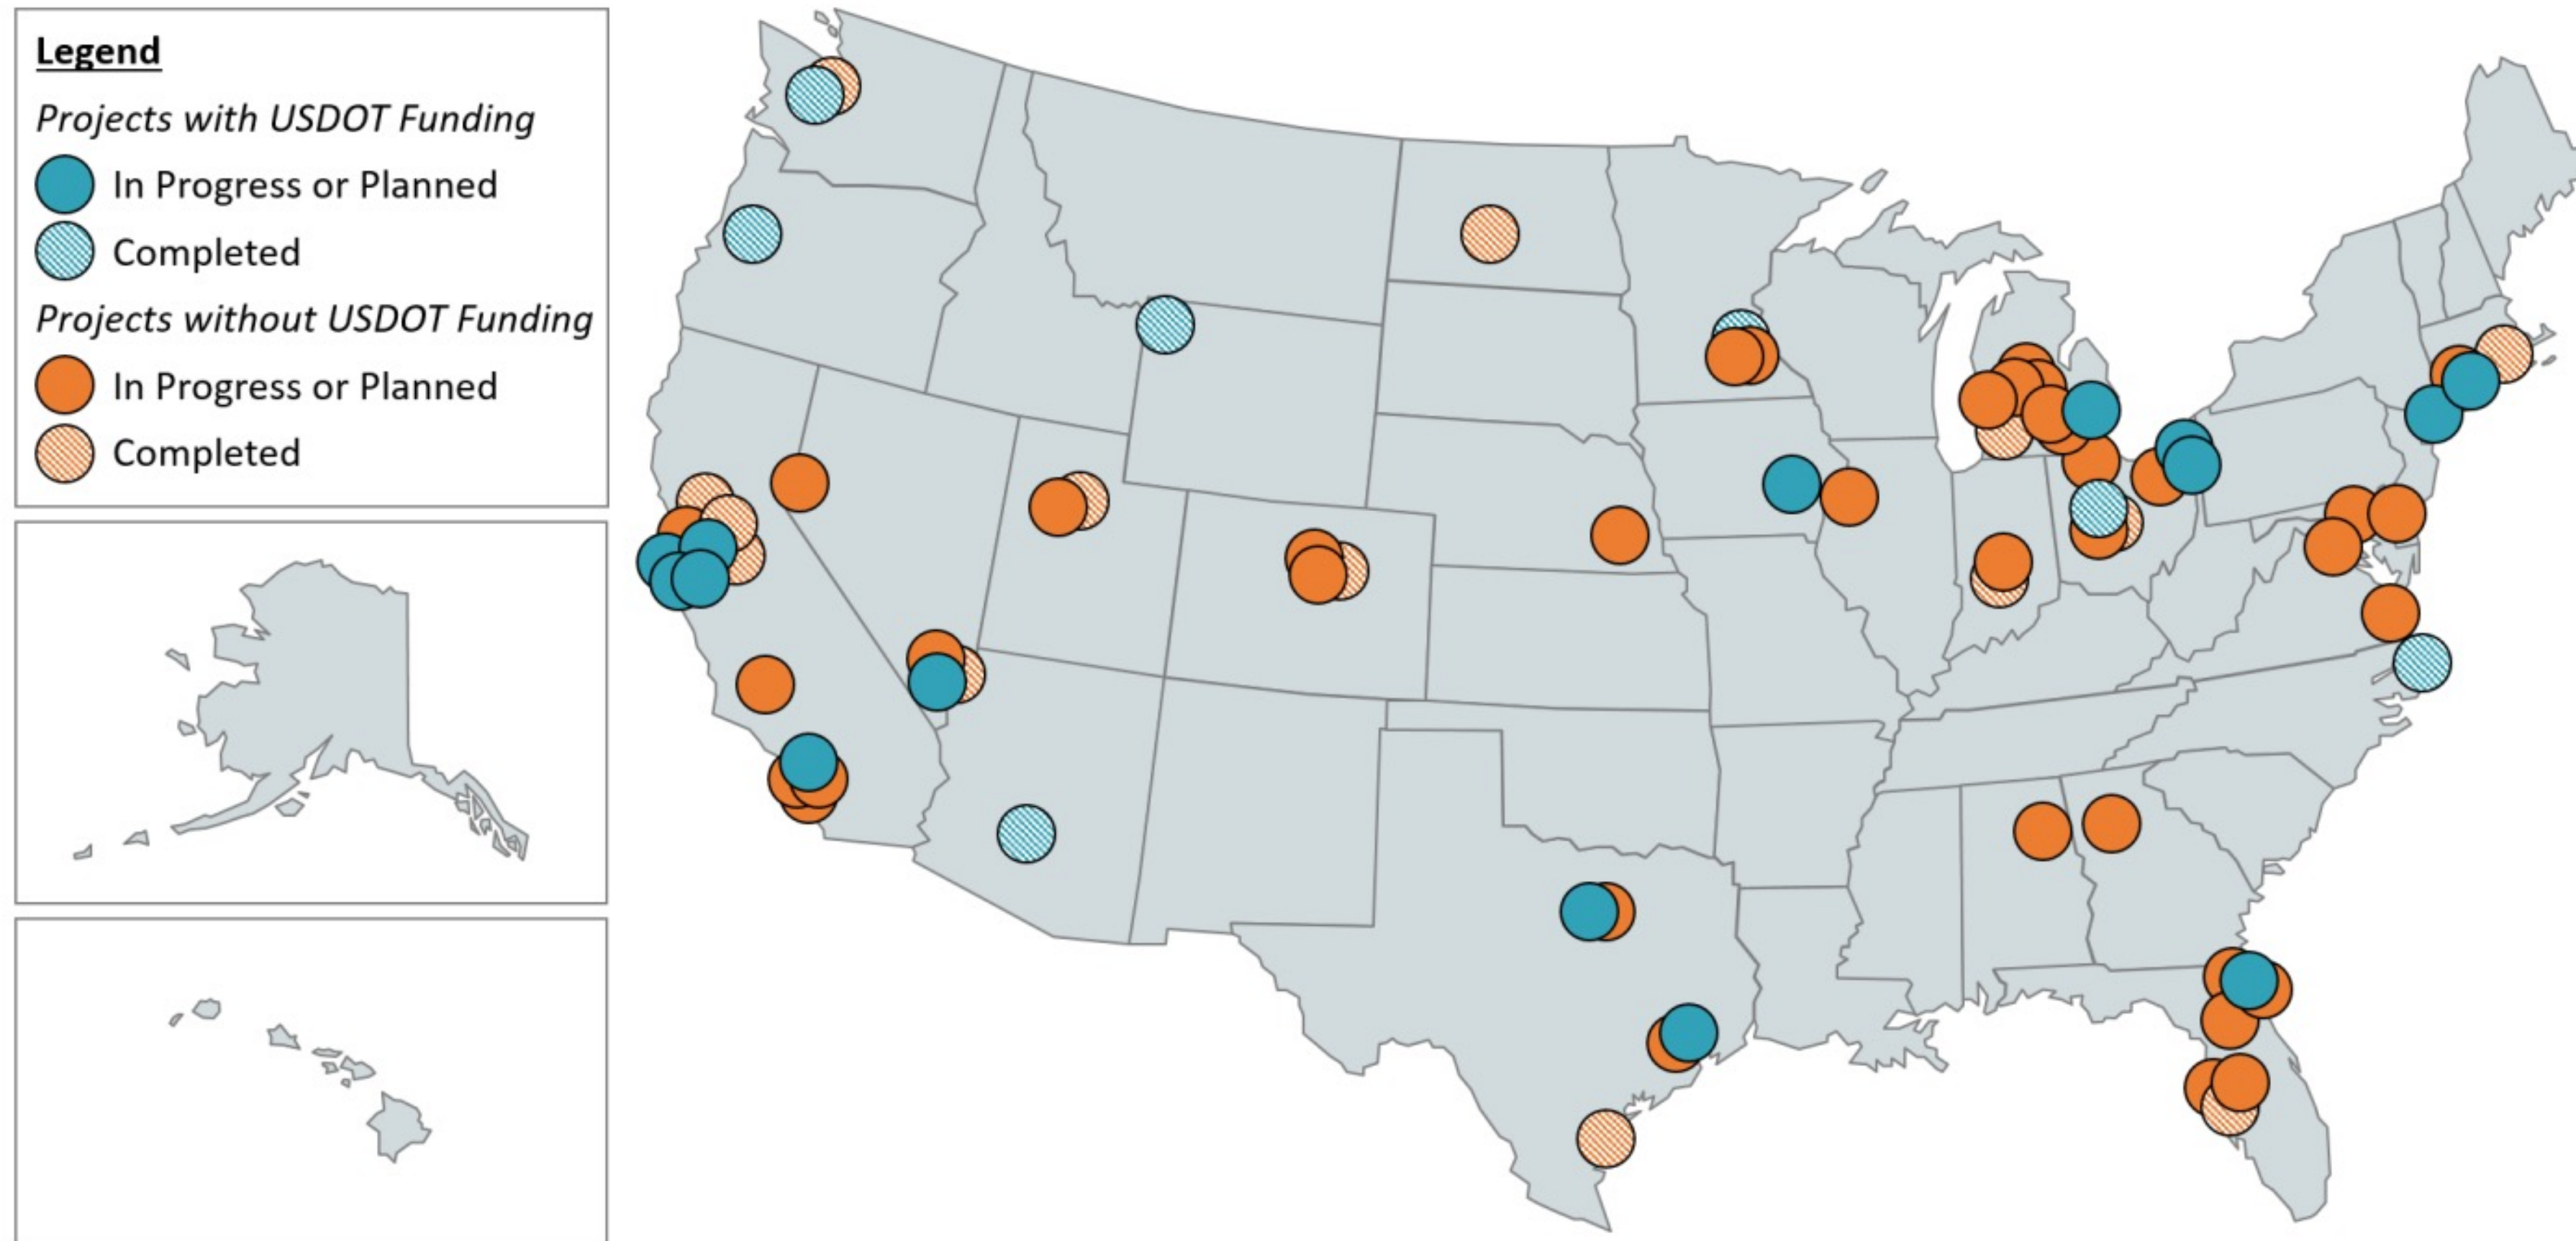 Legend
Projects with USDOT Funding
In Progress or Planned
Completed
Projects without USDOT Funding
In Progress or Planned
Completed